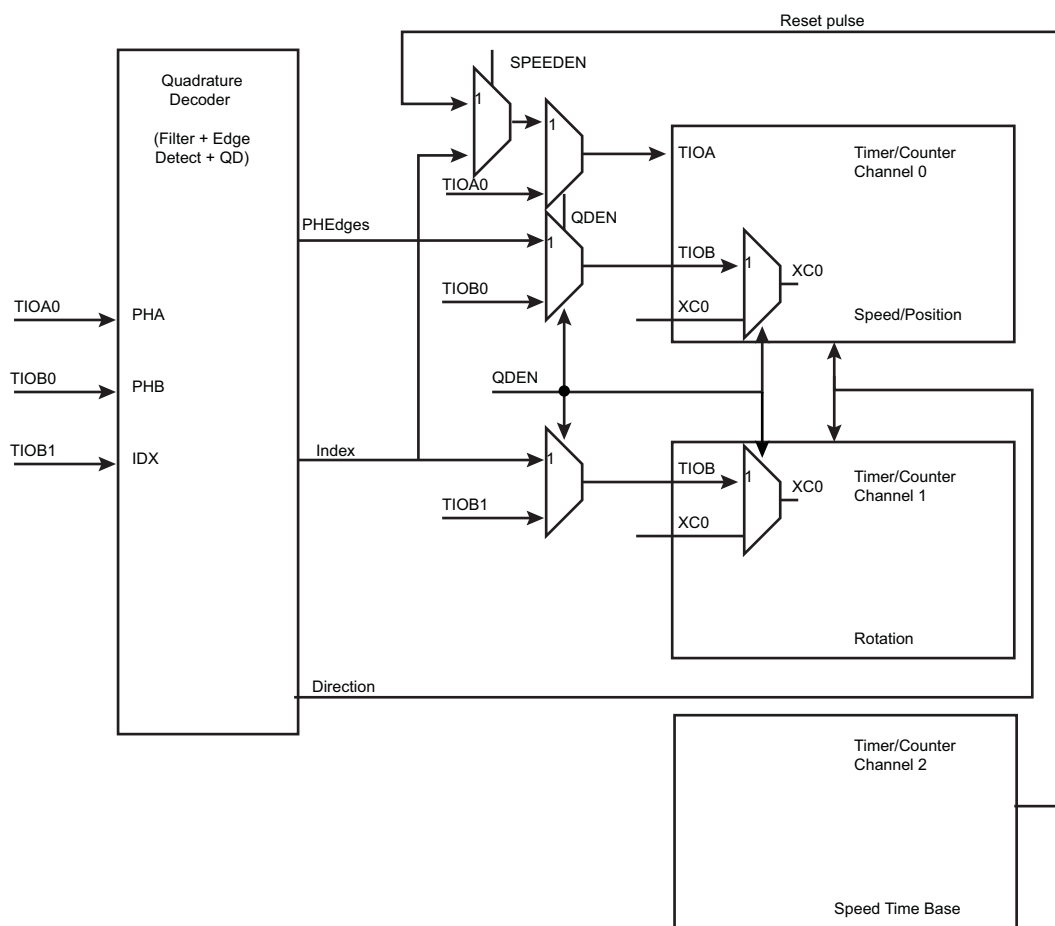 Reset pulse
SPEEDEN
Quadrature
Decoder
(Filter + Edge
Detect + QD)
1
1
TIOA
Timer/Counter
Channel 0
TIOA0
QDEN
PHEdges
1
TIOB
1
XC0
TIOB0
XC0
Speed/Position
TIOA0
PHA
QDEN
TIOB0
PHB
TIOB1
IDX
Index
1
TIOB
1
XC0
Timer/Counter
Channel 1
TIOB1
XC0
Rotation
Direction
Timer/Counter
Channel 2
Speed Time Base